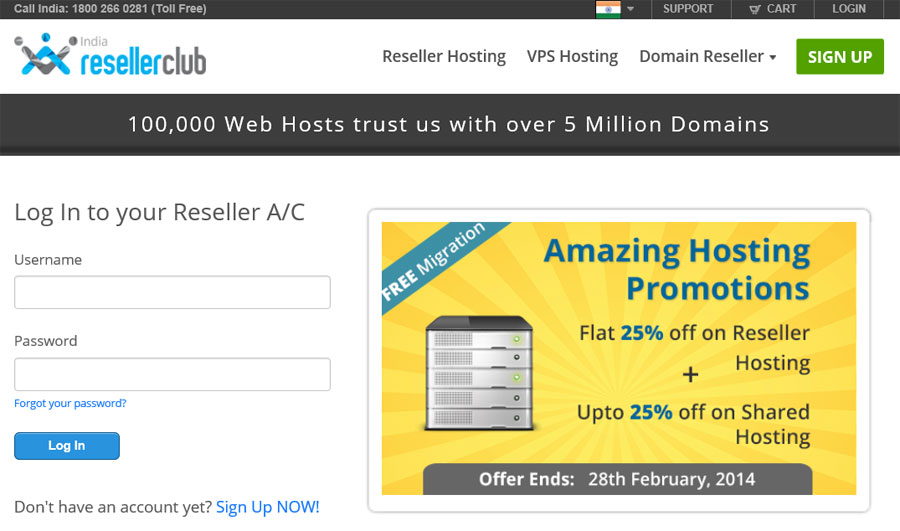 Call India: 1800 266 0281 (Toll Free)
SUPPORT
CART
LOGIN
India
resellerclub
Reseller Hosting
VPS Hosting
Domain Reseller
SIGN UP
100,000 Web Hosts trust us with over 5 Million Domains
Log In to your Reseller A/C
Username
Password
Forgot your password?
Log In
Don't have an account yet? Sign Up NOW!
FREE Migration
Amazing Hosting
Promotions
Flat 25% off on Reseller
Hosting
+
Upto 25% off on Shared
Hosting
Offer Ends: 28th February, 2014